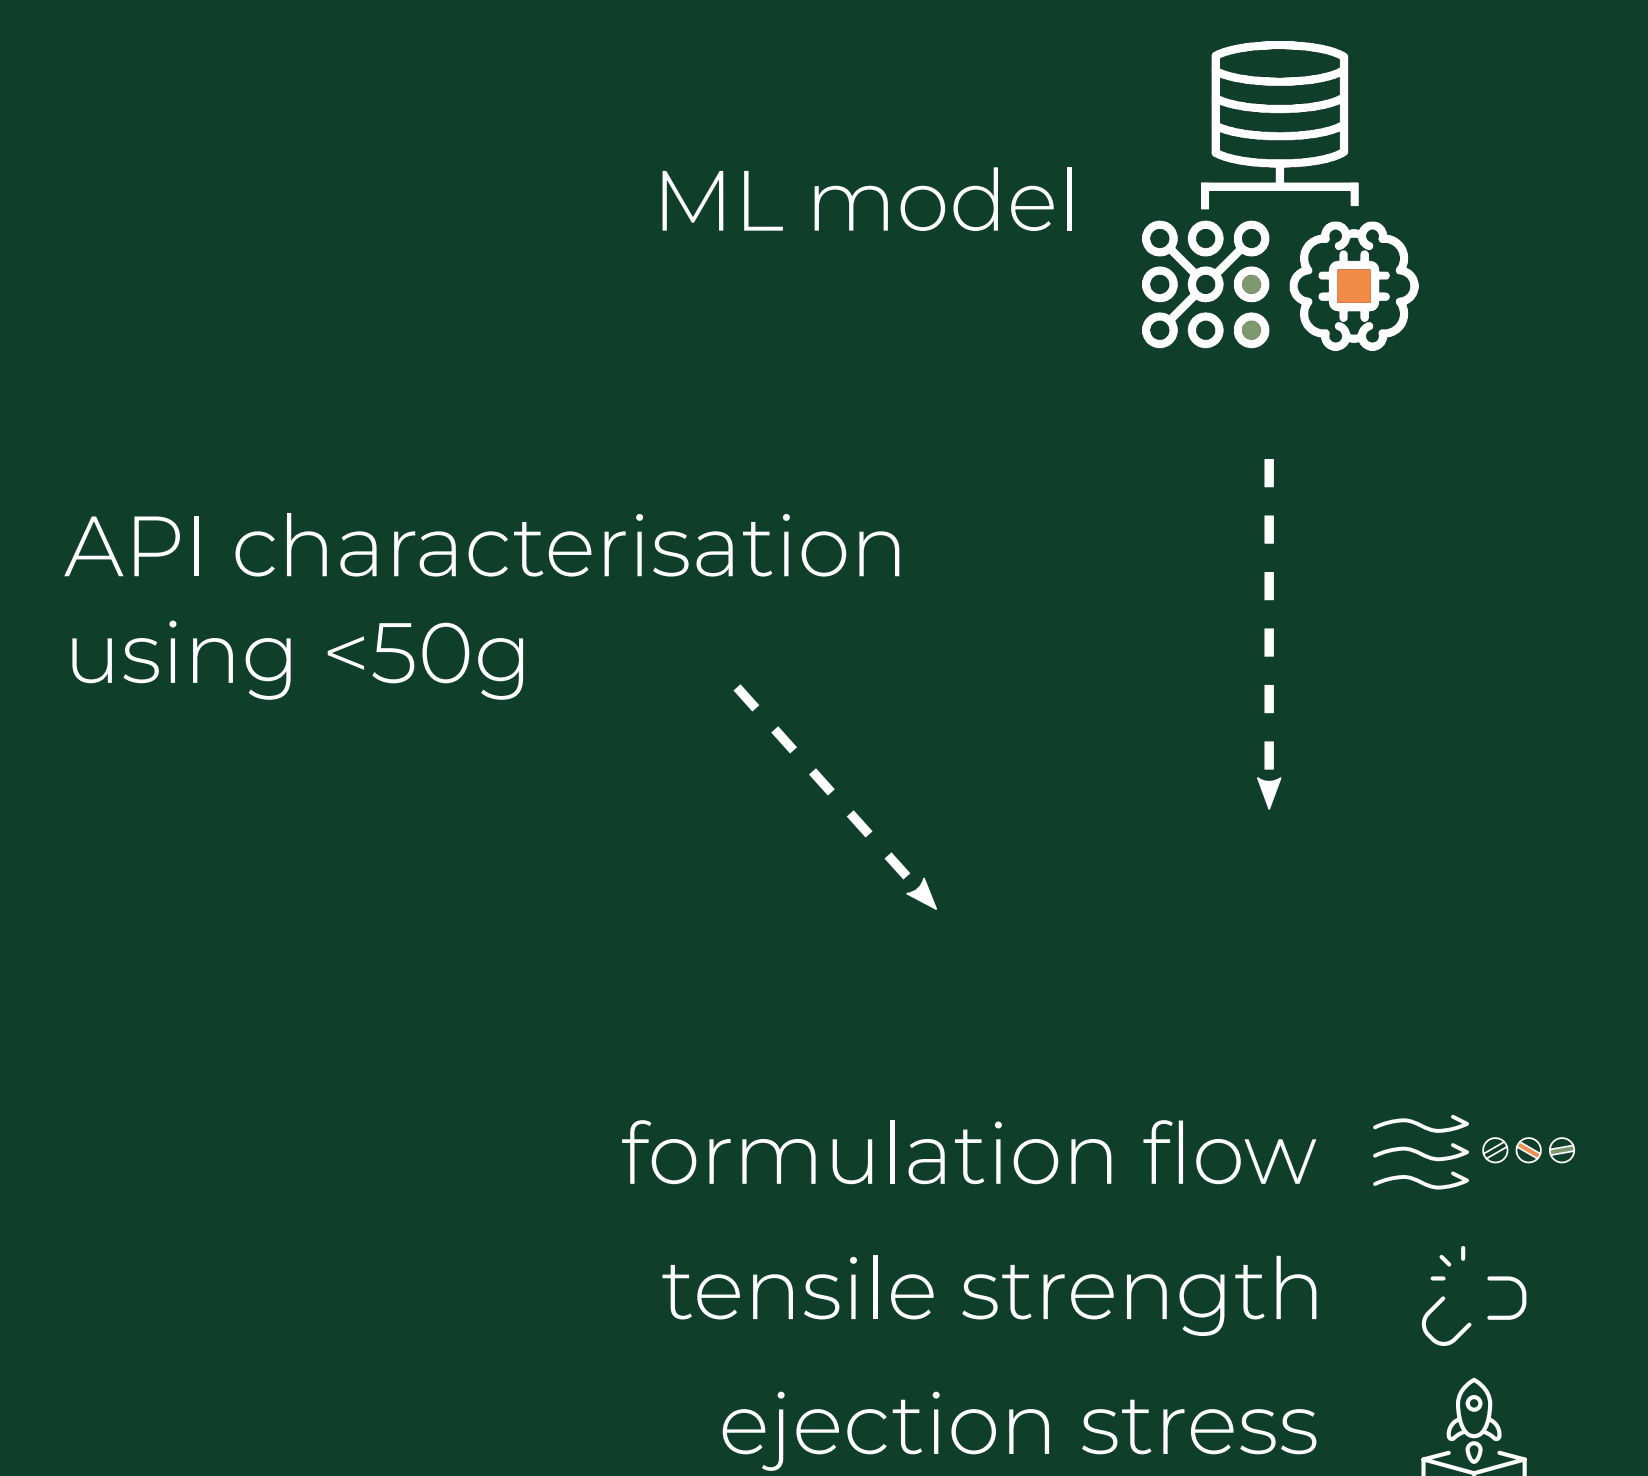 ML model
API characterisation
using <50g
formulation flow
tensile strength
ejection stress